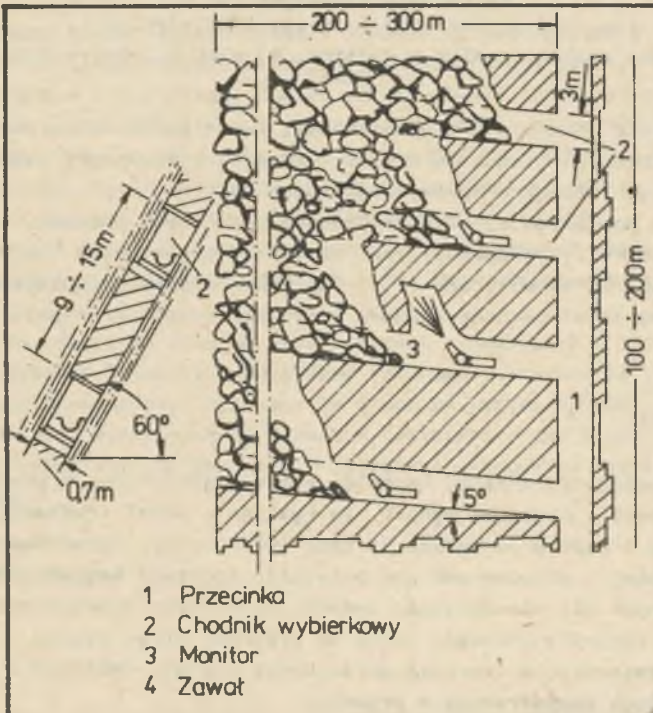 200 ÷ 300m
3m
2
9 ÷ 15m
2
100 ÷ 200m
3
1
60°
0,7m
5°
1 Przecinka
2 Chodnik wybierkowy
3 Monitor
4 Zawał